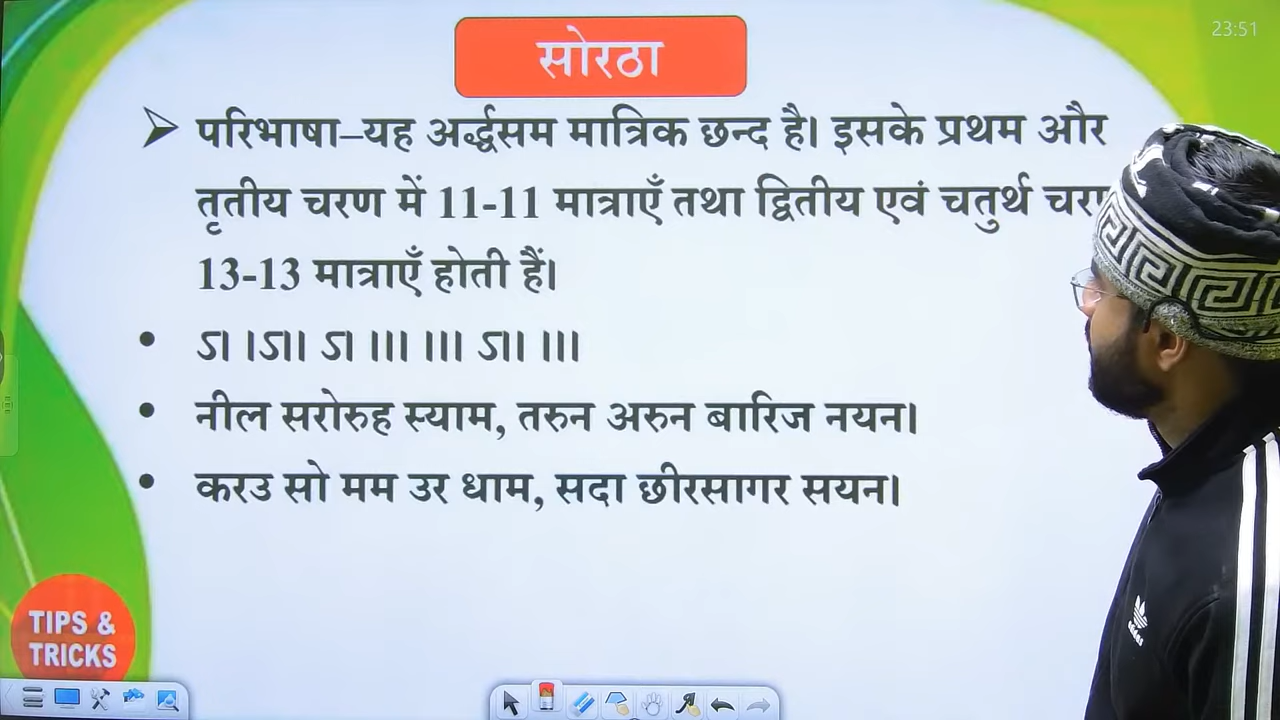 23:51
सोरठा
परिभाषा–यह अर्द्धसम मात्रिक छन्द है। इसके प्रथम और
तृतीय चरण में 11-11 मात्राएँ तथा द्वितीय एवं चतुर्थ
13-13 मात्राएँ होती हैं।
ऽ। ।ऽ।। ऽ। ।।। ।।। ऽ।। ।।।
नील सरोरुह स्याम, तरुन अरुन बारिज नयन।
करउ सो मम उर धाम, सदा छीरसागर सयन।
TIPS &
TRICKS
adidas